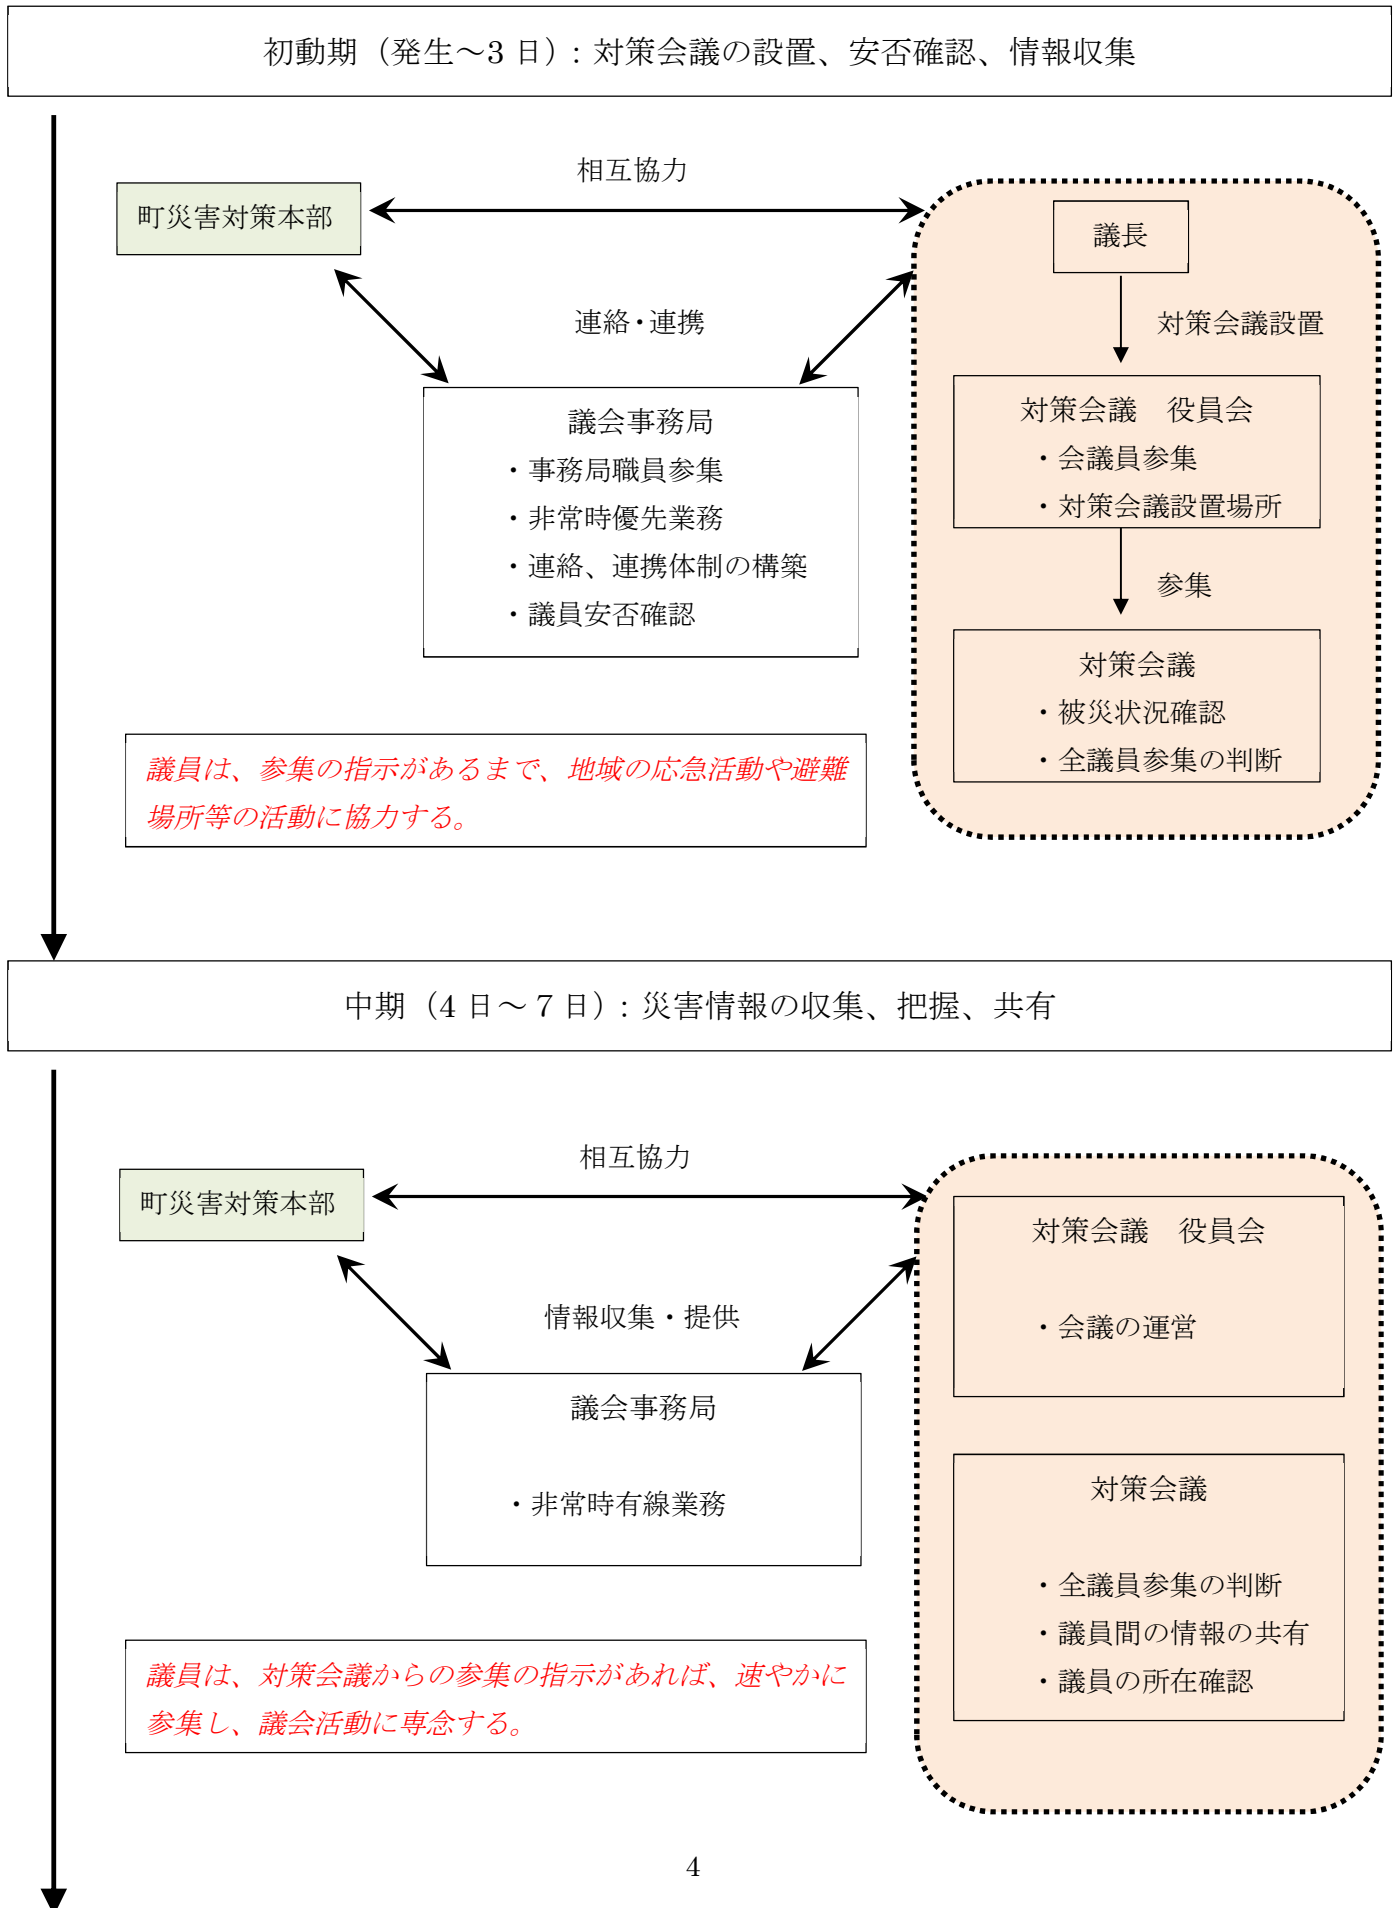 初動期（発生～3 日）：対策会議の設置、安否確認、情報収集
相互協力
町災害対策本部
議長
連絡・連携
対策会議設置
議会事務局
・事務局職員参集
・非常時優先業務
・連絡、連携体制の構築
・議員安否確認
対策会議　役員会
・会議員参集
・対策会議設置場所
参集
対策会議
・被災状況確認
・全議員参集の判断
議員は、参集の指示があるまで、地域の応急活動や避難
場所等の活動に協力する。
中期（4 日～７日）：災害情報の収集、把握、共有
相互協力
町災害対策本部
対策会議　役員会
・会議の運営
情報収集・提供
議会事務局
・非常時有線業務
対策会議
・全議員参集の判断
・議員間の情報の共有
・議員の所在確認
議員は、対策会議からの参集の指示があれば、速やかに
参集し、議会活動に専念する。
4